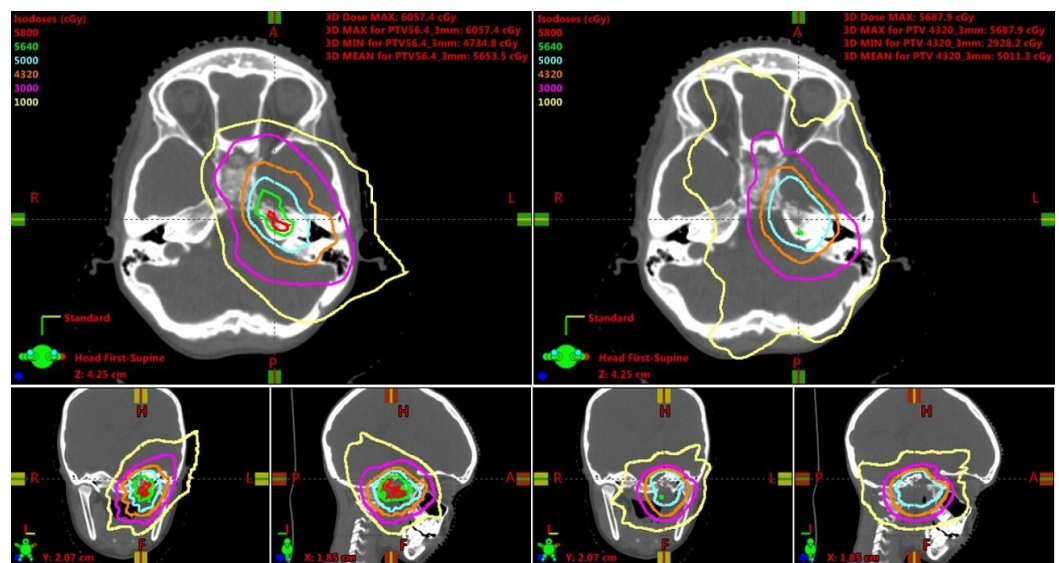 Isodoses (cGy)
5800
5640
5000
4320
3000
1000
A
3D Dose MAX: 6057.4 cGy
3D MAX for PTV56.4_3mm: 6057.4 cGy
3D MIN for PTV56.4_3mm: 4734.8 cGy
3D MEAN for PTV56.4_3mm: 5653.5 cGy
R
L
Standard
Head First-Supine
Z: 4.25 cm
P
Isodoses (cGy)
5800
5640
5000
4320
3000
1000
A
3D Dose MAX: 5687.9 cGy
3D MAX for PTV 4320_3mm: 5687.9 cGy
3D MIN for PTV 4320_3mm: 2928.2 cGy
3D MEAN for PTV 4320_3mm: 5011.3 cGy
R
L
Standard
Head First-Supine
Z: 4.25 cm
P
H
R
L
L
F
Y: 2.07 cm
H
P
A
F
X: 1.85 cm
H
R
L
L
F
Y: 2.07 cm
H
P
A
F
X: 1.85 cm